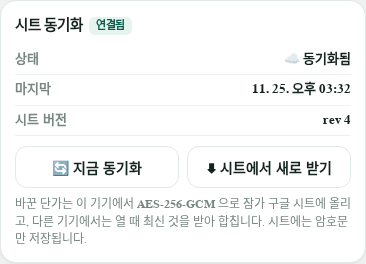 시트 동기화 연결됨
상태 ☁️ 동기화됨
마지막 11. 25. 오후 03:32
시트 버전 rev 4
🔄 지금 동기화 ⬇ 시트에서 새로 받기
바꾼 단가는 이 기기에서 AES-256-GCM 으로 잠가 구글 시트에 올리
고, 다른 기기에서는 열 때 최신 것을 받아 합칩니다. 시트에는 암호문
만 저장됩니다.